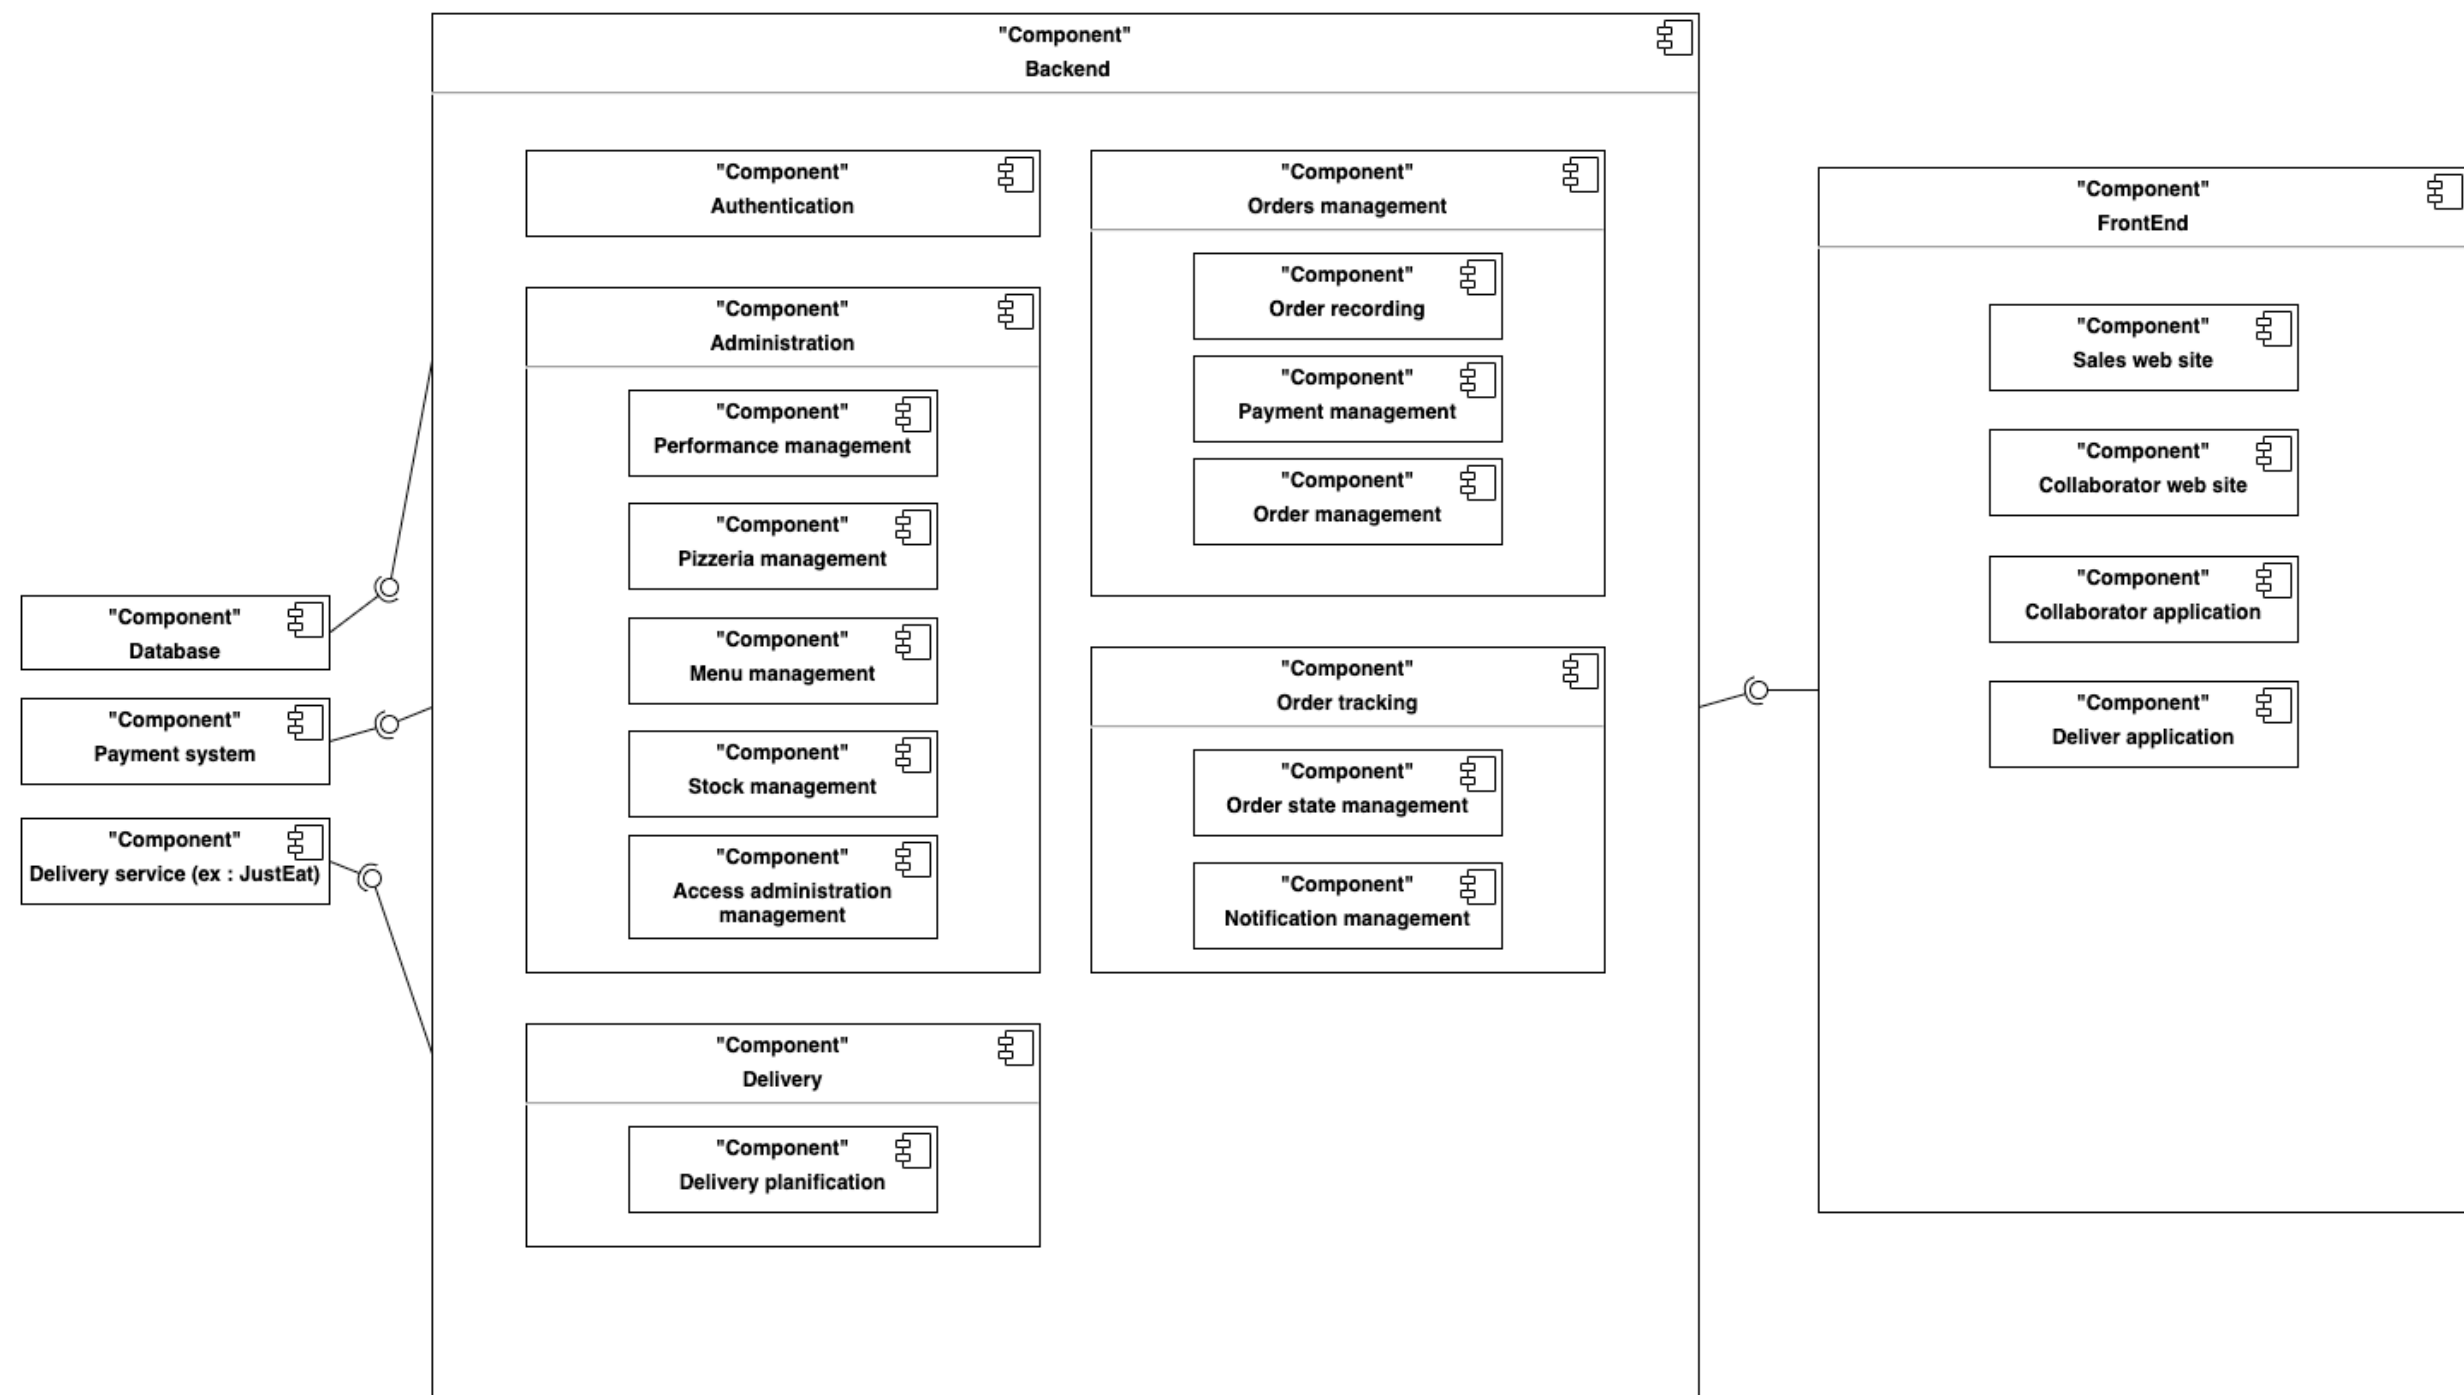 "Component"
Backend
"Component"
Authentication
"Component"
Administration
"Component"
Performance management
"Component"
Pizzeria management
"Component"
Menu management
"Component"
Stock management
"Component"
Access administration
management
"Component"
Delivery
"Component"
Delivery planification
"Component"
Orders management
"Component"
Order recording
"Component"
Payment management
"Component"
Order management
"Component"
Order tracking
"Component"
Order state management
"Component"
Notification management
"Component"
Database
"Component"
Payment system
"Component"
Delivery service (ex : JustEat)
"Component"
FrontEnd
"Component"
Sales web site
"Component"
Collaborator web site
"Component"
Collaborator application
"Component"
Deliver application